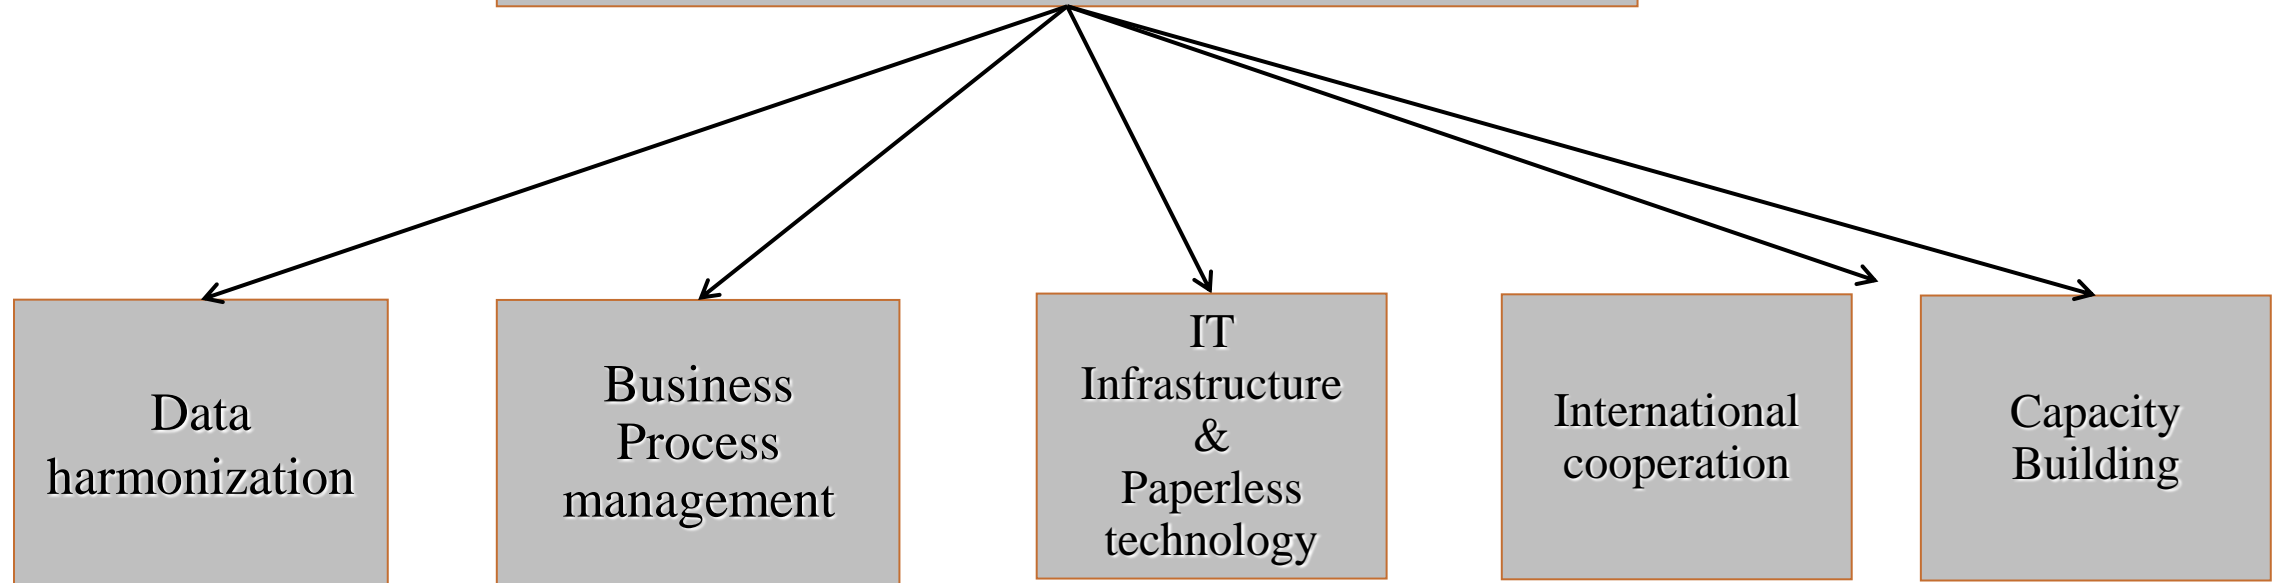 Data
harmonization
Business
Process
management
IT
Infrastructure
&
Paperless
technology
International
cooperation
Capacity
Building